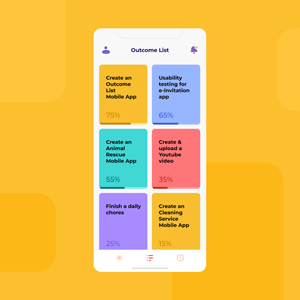 Outcome List
Create an
Outcome
List
Mobile App
75%
Usability
testing for
e-invitation
app
65%
Create an
Animal
Rescue
Mobile App
55%
Create &
upload a
Youtube
video
35%
Finish a daily
chores
25%
Create an
Cleaning
Service
Mobile App
15%